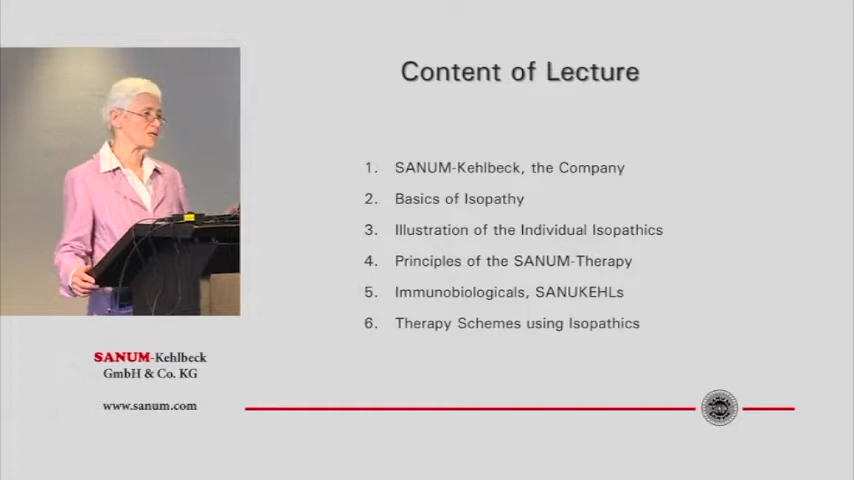 Content of Lecture
1. SANUM-Kehlbeck, the Company
2. Basics of Isopathy
3. Illustration of the Individual Isopathics
4. Principles of the SANUM-Therapy
5. Immunobiologicals, SANUKEHLs
6. Therapy Schemes using Isopathics
SANUM-Kehlbeck
GmbH & Co. KG
www.sanum.com